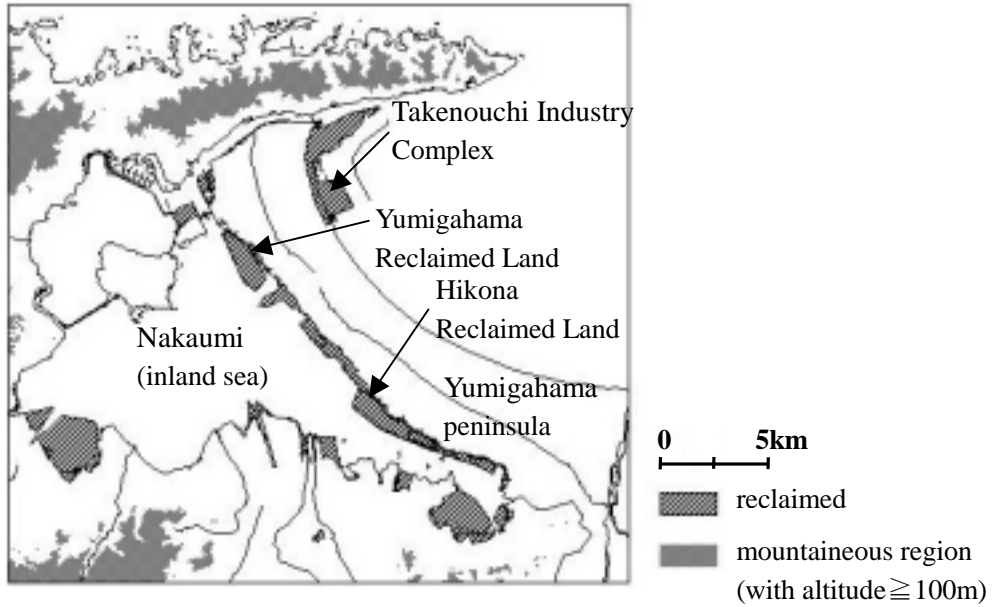 Takenouchi Industry
Complex
Yumigahama
Reclaimed Land
Hikona
Reclaimed Land
Nakaumi
(inland sea)
Yumigahama
peninsula
0 5km
reclaimed
mountaineous region
(with altitude≧100m)